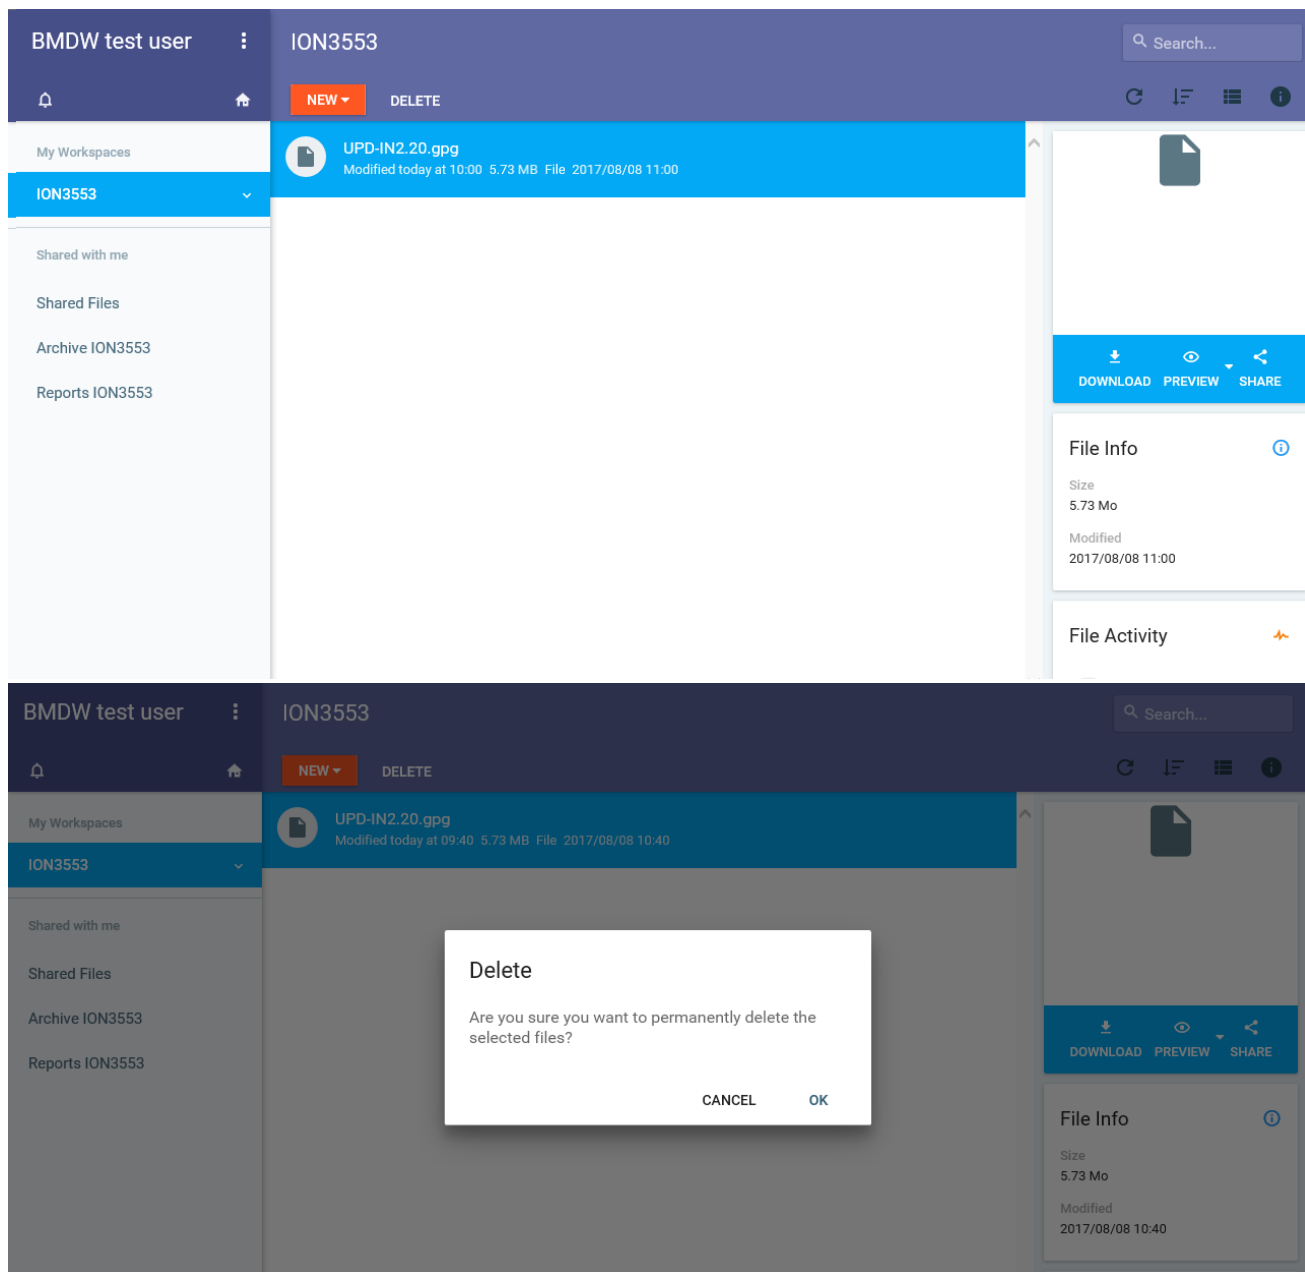 BMDW test user
ION3553
Search...
NEW
DELETE
My Workspaces
ION3553
Shared with me
Shared Files
Archive ION3553
Reports ION3553
UPD-IN2.20.gpg
Modified today at 10:00 5.73 MB File 2017/08/08 11:00
DOWNLOAD PREVIEW SHARE
File Info
Size
5.73 Mo
Modified
2017/08/08 11:00
File Activity
BMDW test user
ION3553
Search...
NEW
DELETE
My Workspaces
ION3553
Shared with me
Shared Files
Archive ION3553
Reports ION3553
UPD-IN2.20.gpg
Modified today at 09:40 5.73 MB File 2017/08/08 10:40
Delete
Are you sure you want to permanently delete the
selected files?
CANCEL OK
DOWNLOAD PREVIEW SHARE
File Info
Size
5.73 Mo
Modified
2017/08/08 10:40